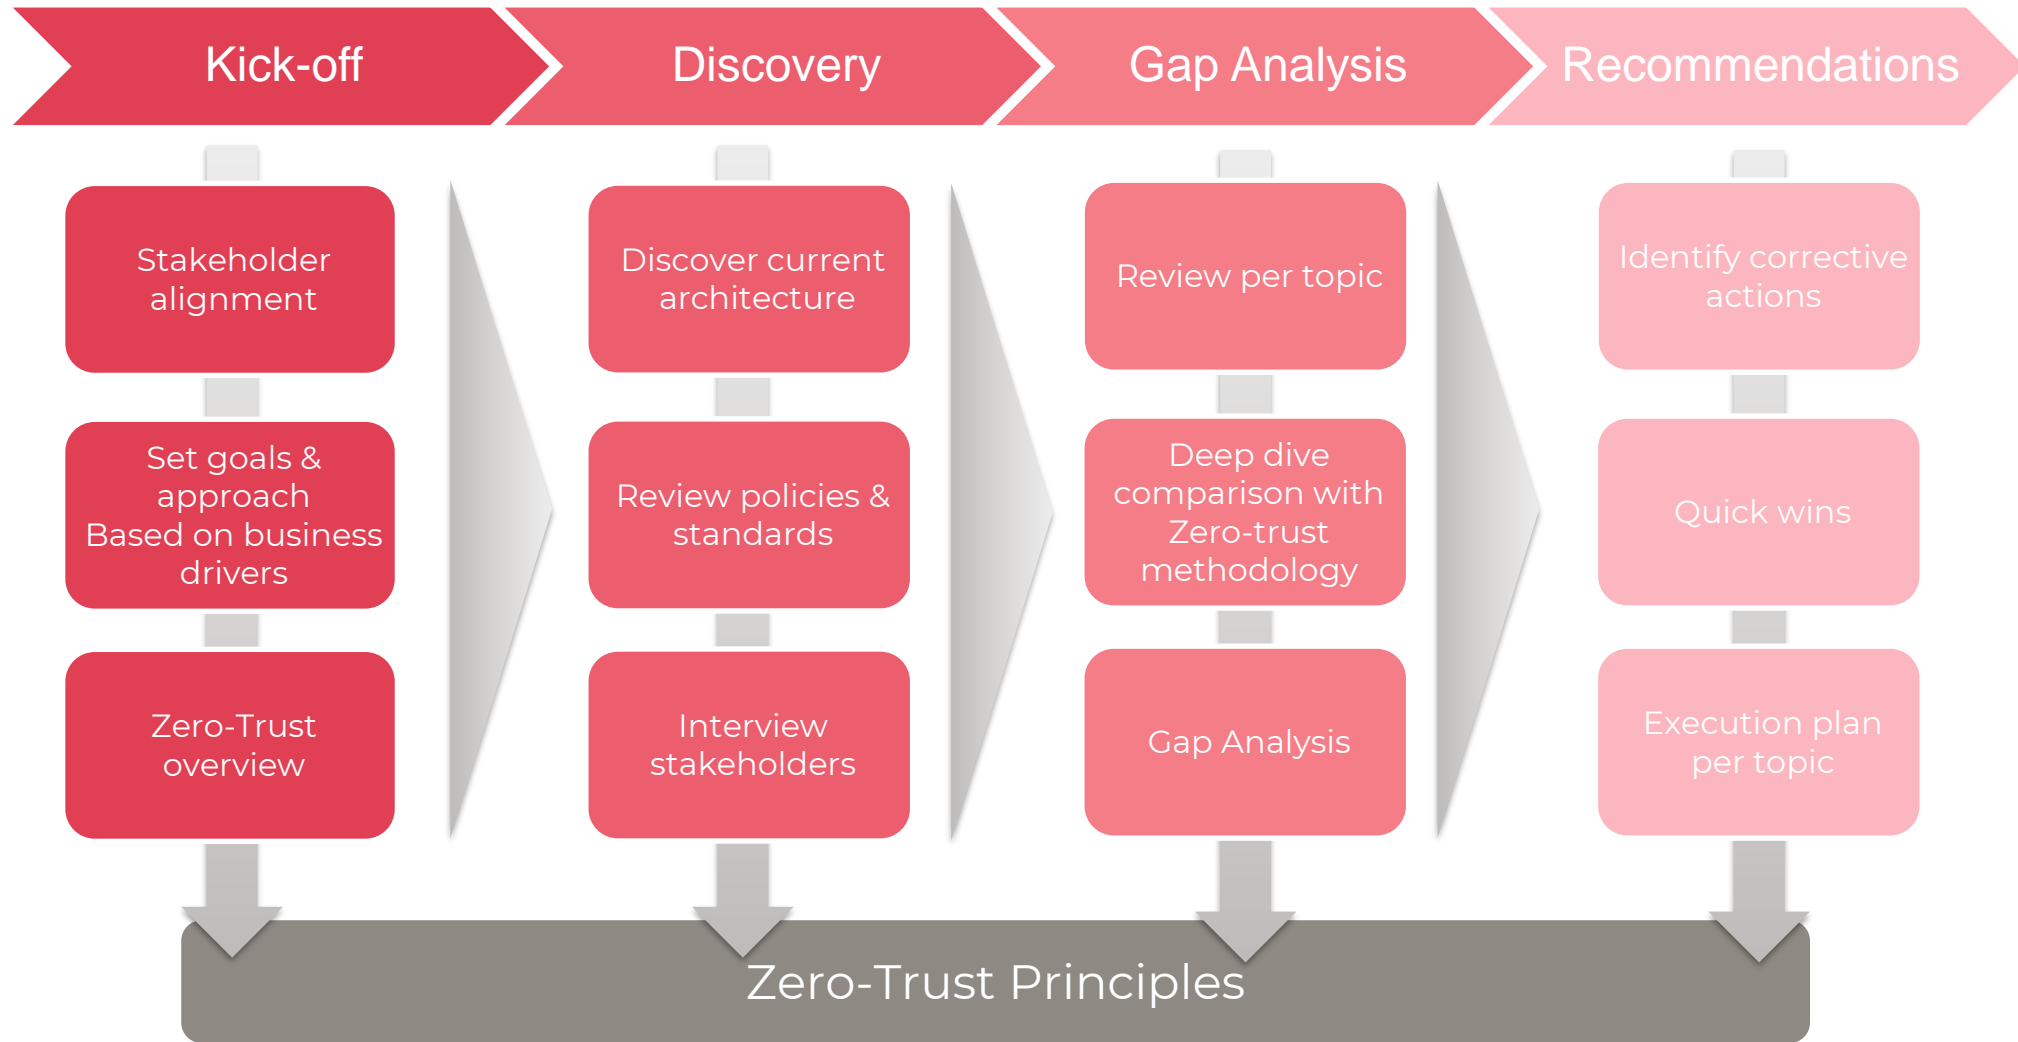 Kick-off
Discovery
Gap Analysis
Recommendations
Stakeholder
alignment
Set goals &
approach
Based on business
drivers
Zero-Trust
overview
Discover current
architecture
Review policies &
standards
Interview
stakeholders
Review per topic
Deep dive
comparison with
Zero-trust
methodology
Gap Analysis
Identify corrective
actions
Quick wins
Execution plan
per topic
Zero-Trust Principles